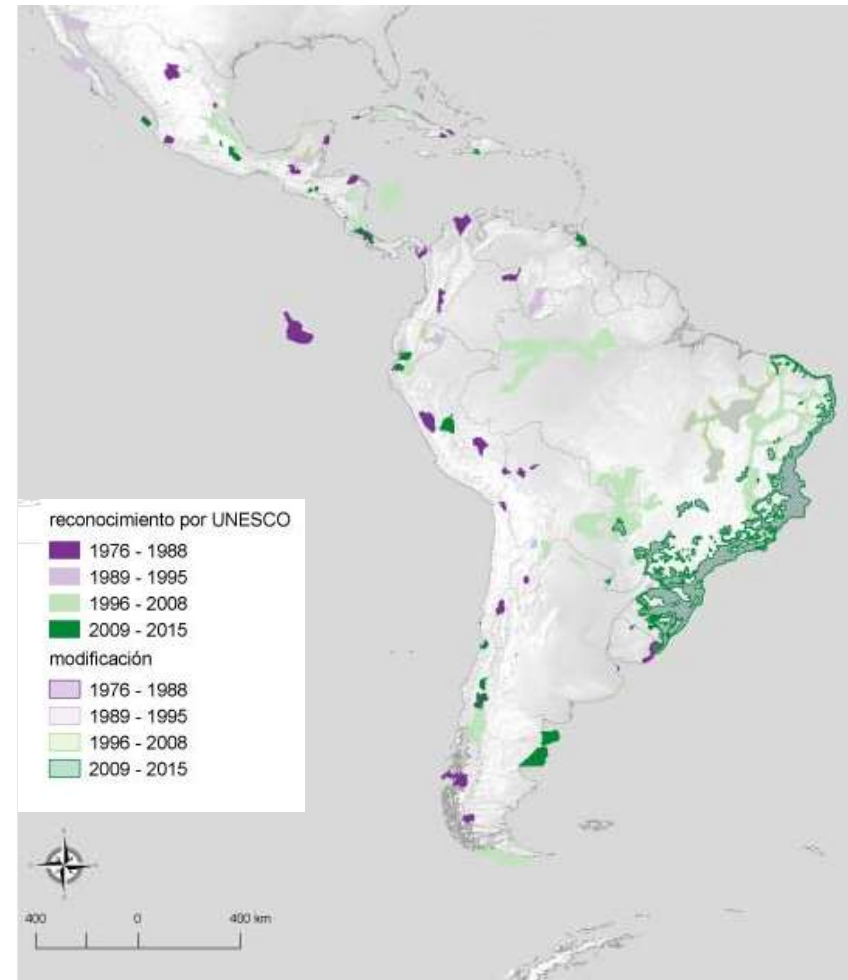 reconocimiento por UNESCO
1976 - 1988
1989 - 1995
1996 - 2008
2009 - 2015
modificación
1976 - 1988
1989 - 1995
1996 - 2008
2009 - 2015
400 0 400 km